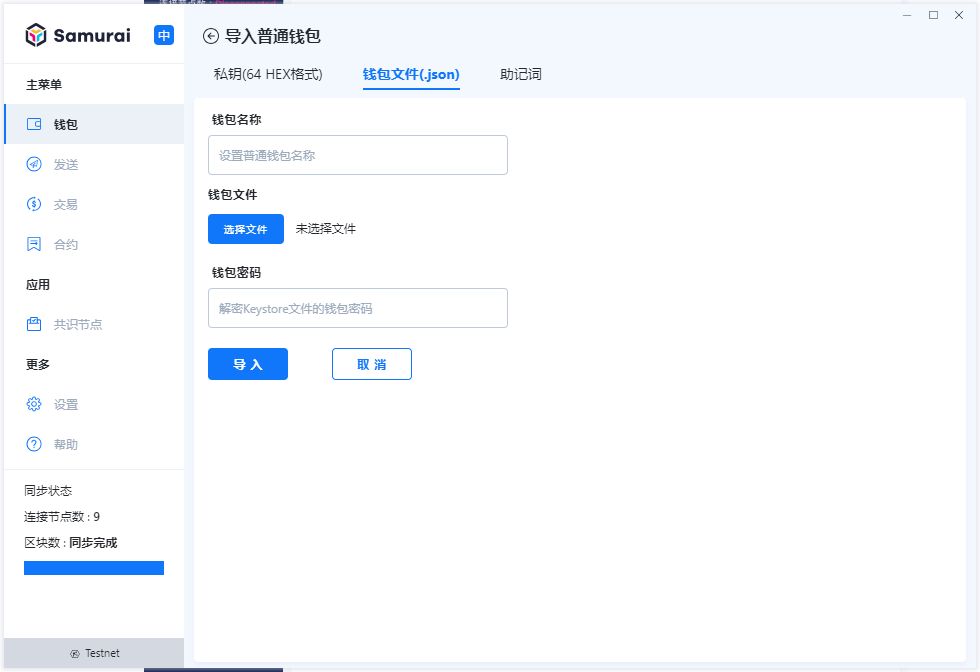 Samurai
中
导入普通钱包
私钥(64 HEX格式)
钱包文件(.json)
助记词
主菜单
钱包
发送
交易
合约
应用
共识节点
更多
设置
帮助
同步状态
连接节点数 : 9
区块数 : 同步完成
Testnet
钱包名称
设置普通钱包名称
钱包文件
选择文件
未选择文件
钱包密码
解密Keystore文件的钱包密码
导 入
取 消